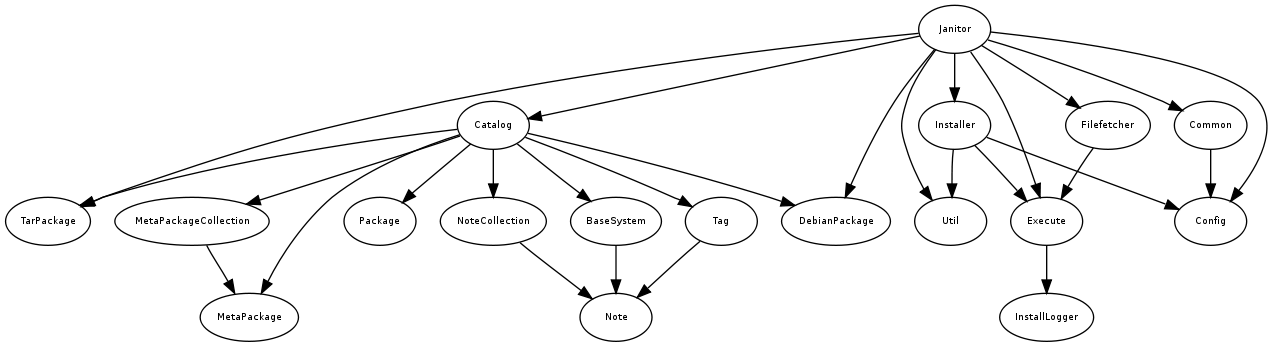 Janitor
Catalog
Installer
Filefetcher
Common
TarPackage
MetaPackageCollection
Package
NoteCollection
BaseSystem
Tag
DebianPackage
Util
Execute
Config
MetaPackage
Note
InstallLogger